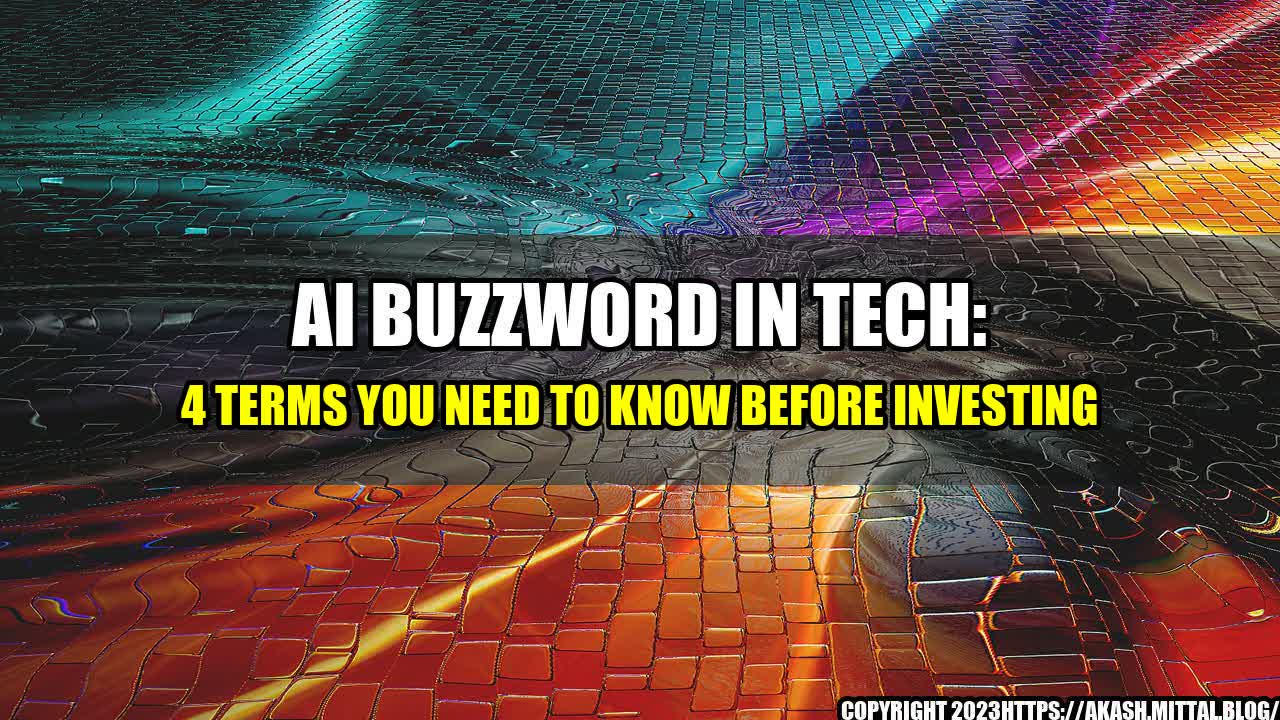 AI BUZZWORD IN TECH:
4 TERMS YOU NEED TO KNOW BEFORE INVESTING
COPYRIGHT 2023HTTPS://AKASH.MITTAL.BLOG/